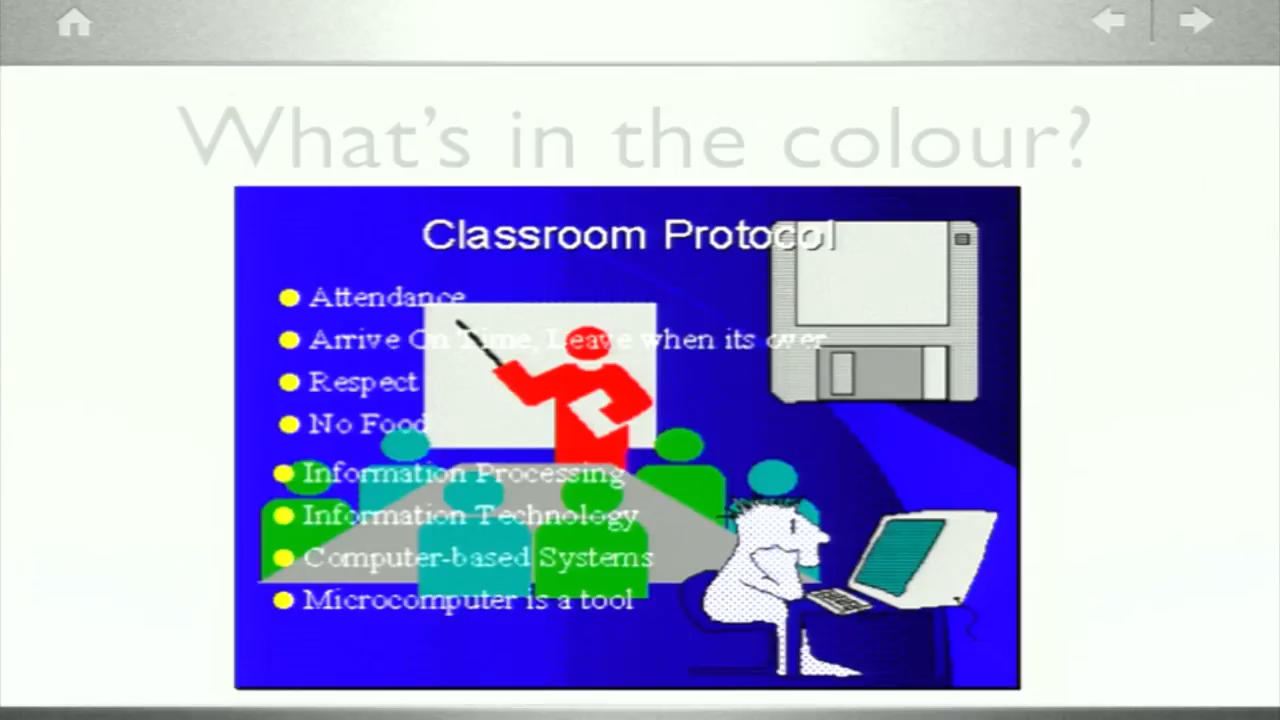 What's in the colour?
Classroom Protocol
Attendance
Arrive On Time, Leave when its over
Respect
No Food
Information Processing
Information Technology
Computer-based Systems
Microcomputer is a tool